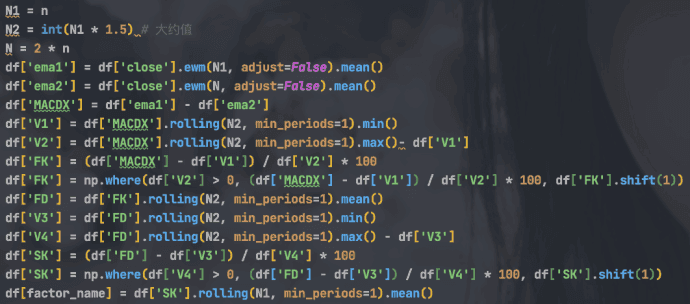 N1 = n
N2 = int(N1 * 1.5) # 大约值
N = 2 * n
df['ema1'] = df['close'].ewm(N1, adjust=False).mean()
df['ema2'] = df['close'].ewm(N, adjust=False).mean()
df['MACDX'] = df['ema1'] - df['ema2']
df['V1'] = df['MACDX'].rolling(N2, min_periods=1).min()
df['V2'] = df['MACDX'].rolling(N2, min_periods=1).max()- df['V1']
df['FK'] = (df['MACDX'] - df['V1']) / df['V2'] * 100
df['FK'] = np.where(df['V2'] > 0, (df['MACDX'] - df['V1']) / df['V2'] * 100, df['FK'].shift(1))
df['FD'] = df['FK'].rolling(N2, min_periods=1).mean()
df['V3'] = df['FD'].rolling(N2, min_periods=1).min()
df['V4'] = df['FD'].rolling(N2, min_periods=1).max() - df['V3']
df['SK'] = (df['FD'] - df['V3']) / df['V4'] * 100
df['SK'] = np.where(df['V4'] > 0, (df['FD'] - df['V3']) / df['V4'] * 100, df['SK'].shift(1))
df[factor_name] = df['SK'].rolling(N1, min_periods=1).mean()